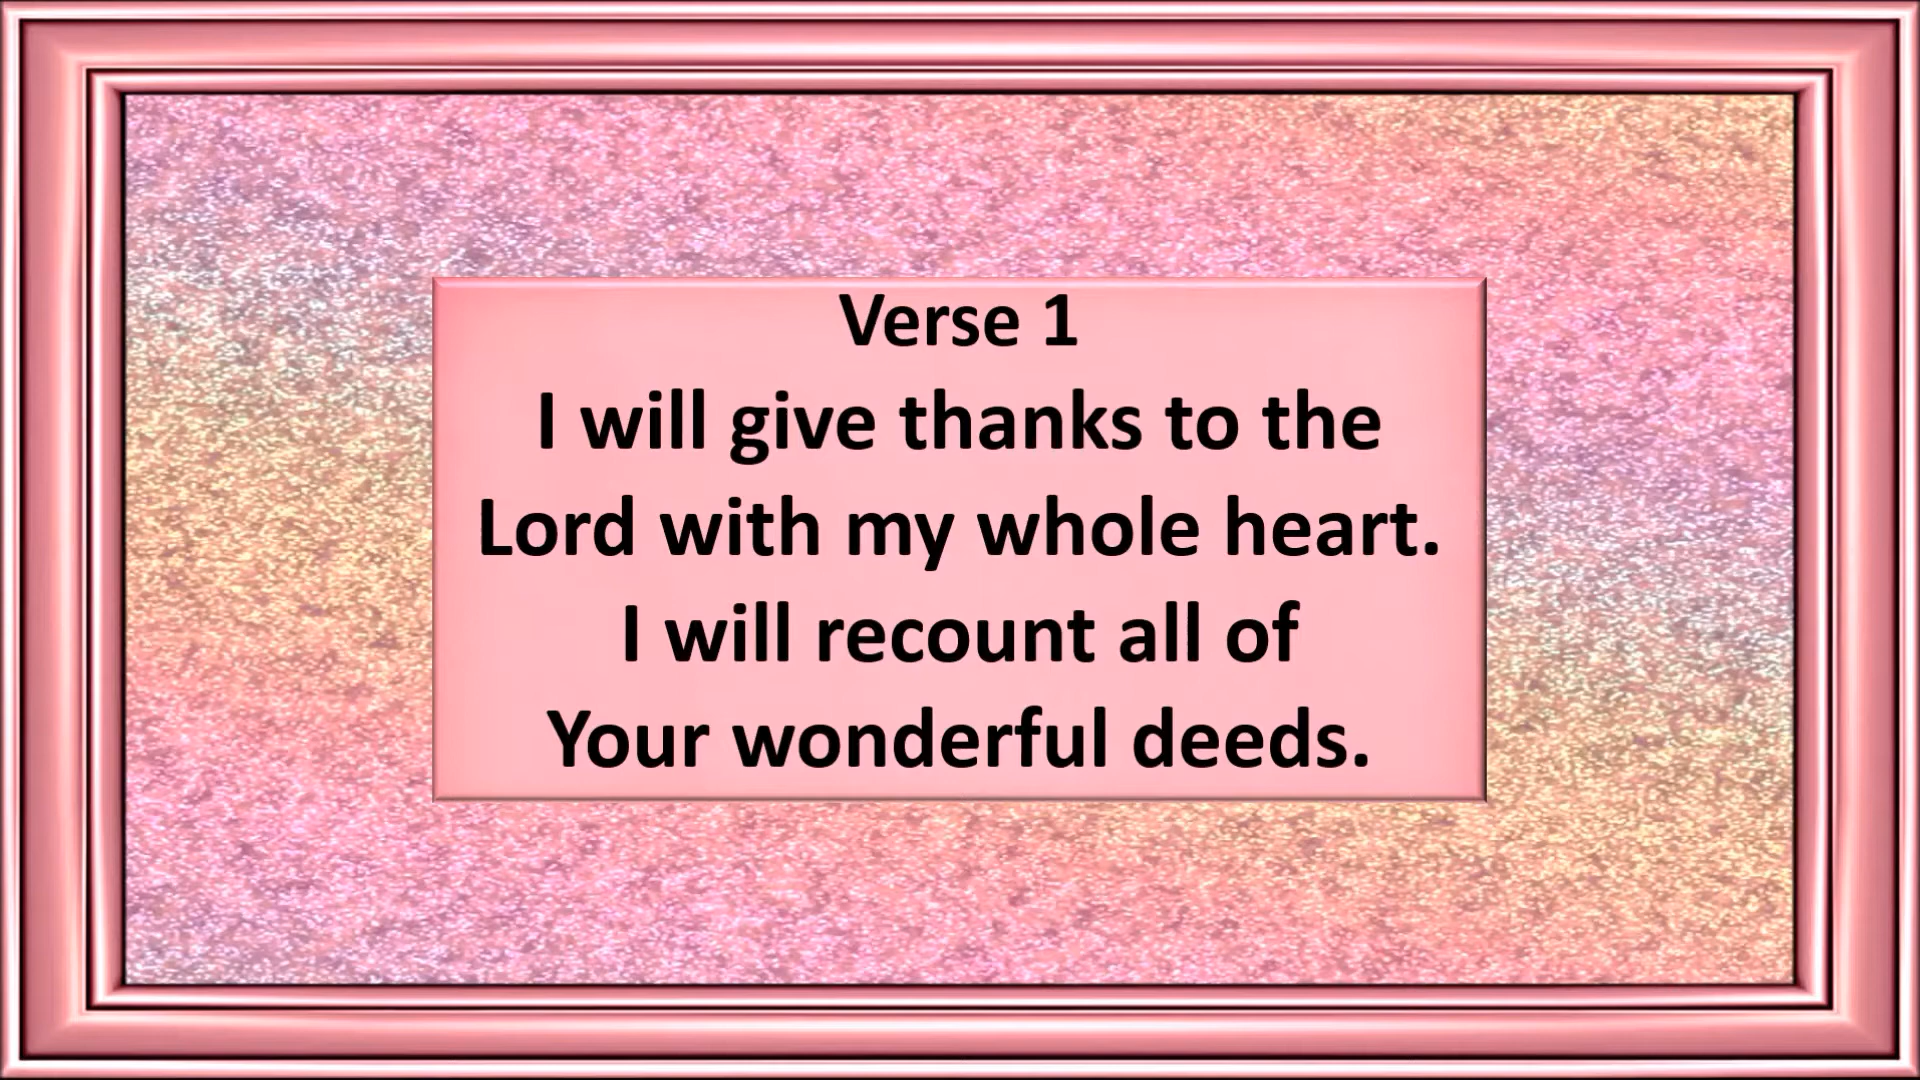 Verse 1
I will give thanks to the
Lord with my whole heart.
I will recount all of
Your wonderful deeds.